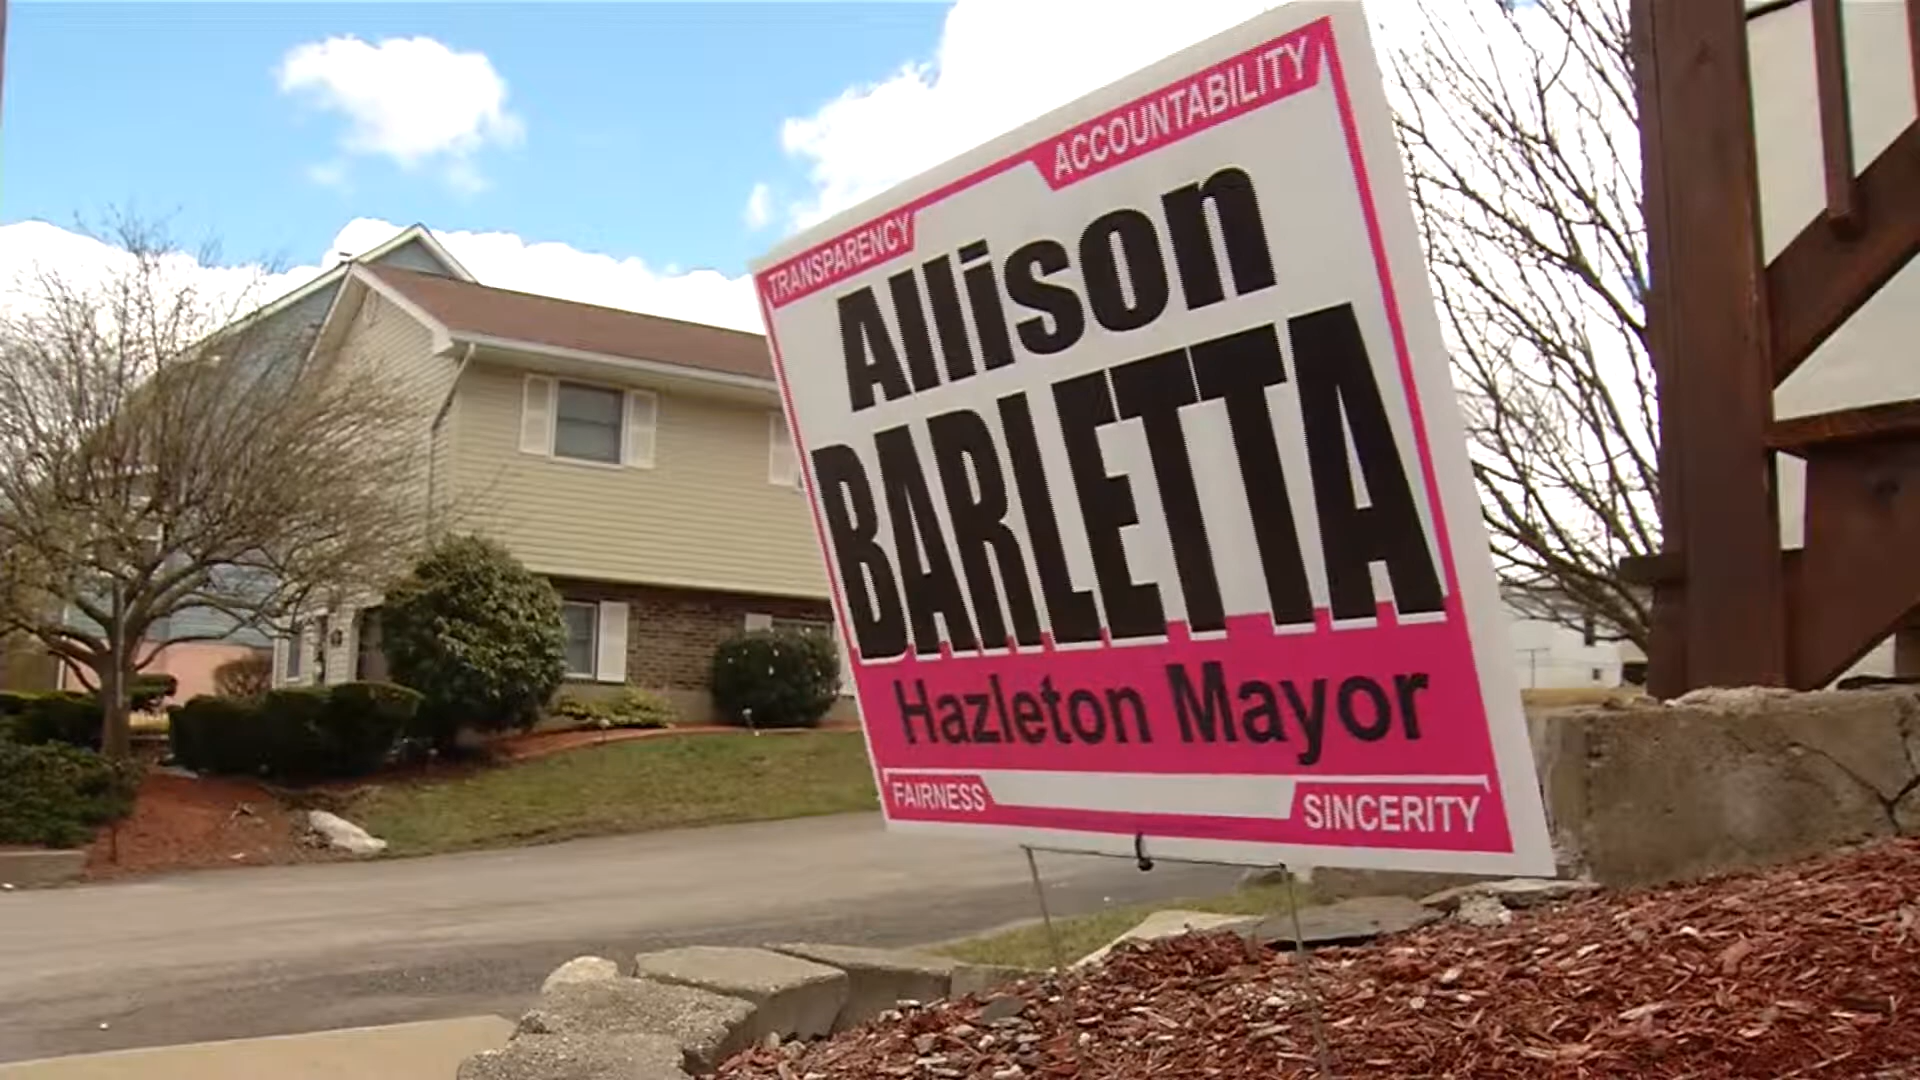 TRANSPARENCY
ACCOUNTABILITY
Allison
BARLETTA
Hazleton Mayor
FAIRNESS
SINCERITY